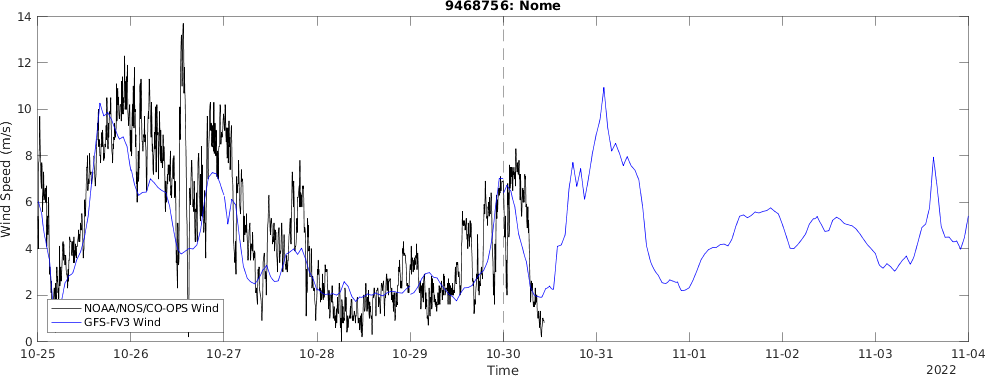 9468756: Nome
Wind Speed (m/s)
14
12
10
8
6
4
2
0
NOAA/NOS/CO-OPS Wind
GFS-FV3 Wind
10-25 10-26 10-27 10-28 10-29 10-30 10-31 11-01 11-02 11-03 11-04
Time
2022